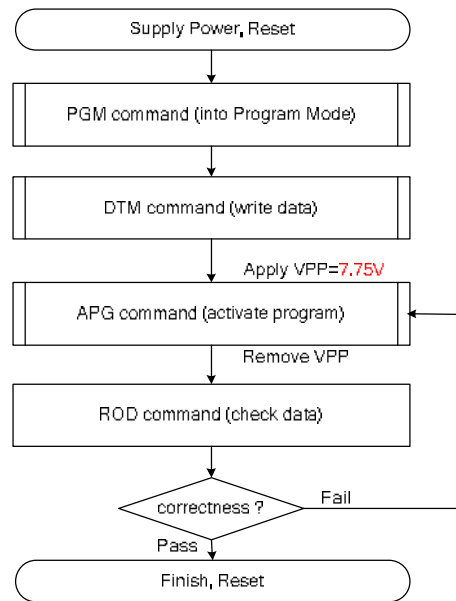 Supply Power, Reset
PGM command (into Program Mode)
DTM command (write data)
Apply VPP=7.75V
APG command (activate program)
Remove VPP
ROD command (check data)
correctness ?
Fail
Pass
Finish, Reset